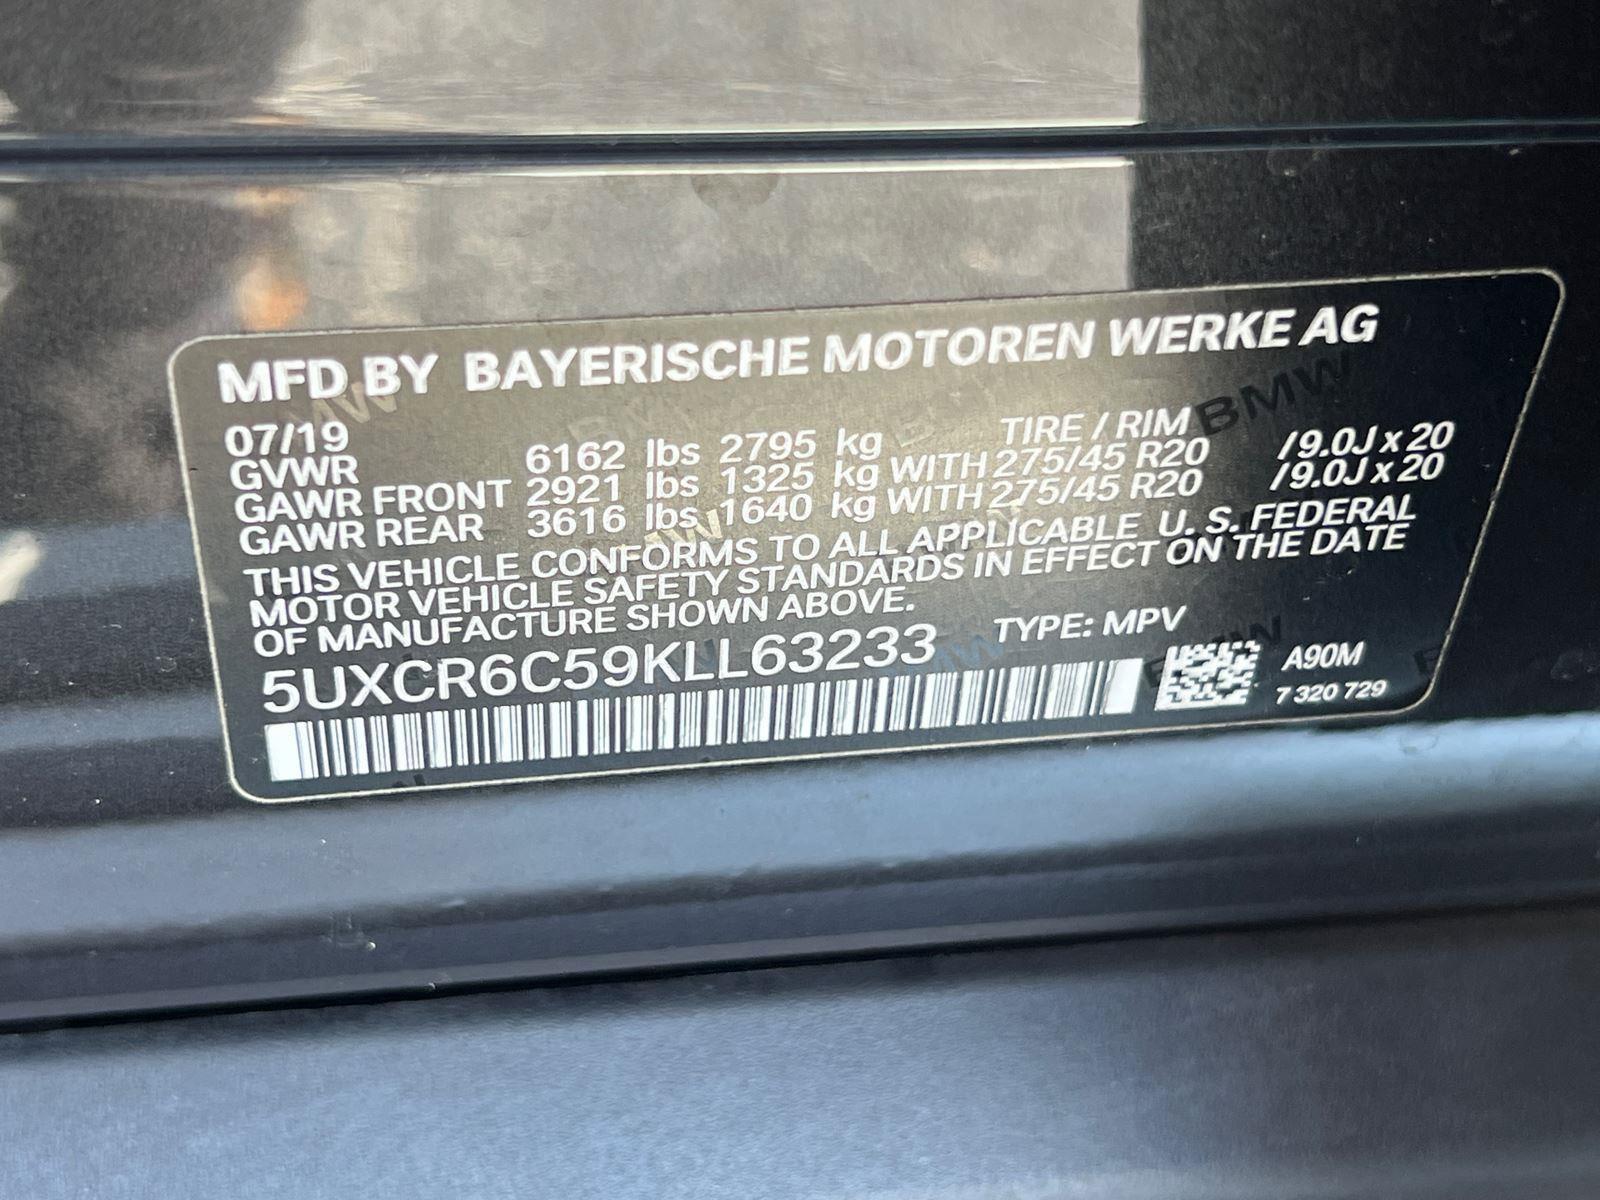 MFD BY BAYERISCHE MOTOREN WERKE AG
07/19 TIRE / RIM
GVWR 6162 lbs 2795 kg
GAWR FRONT 2921 lbs 1325 kg WITH 275/45 R20 /9.0J x 20
GAWR REAR 3616 lbs 1640 kg WITH 275/45 R20 /9.0J x 20
THIS VEHICLE CONFORMS TO ALL APPLICABLE U. S. FEDERAL
MOTOR VEHICLE SAFETY STANDARDS IN EFFECT ON THE DATE
OF MANUFACTURE SHOWN ABOVE.
5UXCR6C59KLL63233 TYPE: MPV
A90M
7 320 729